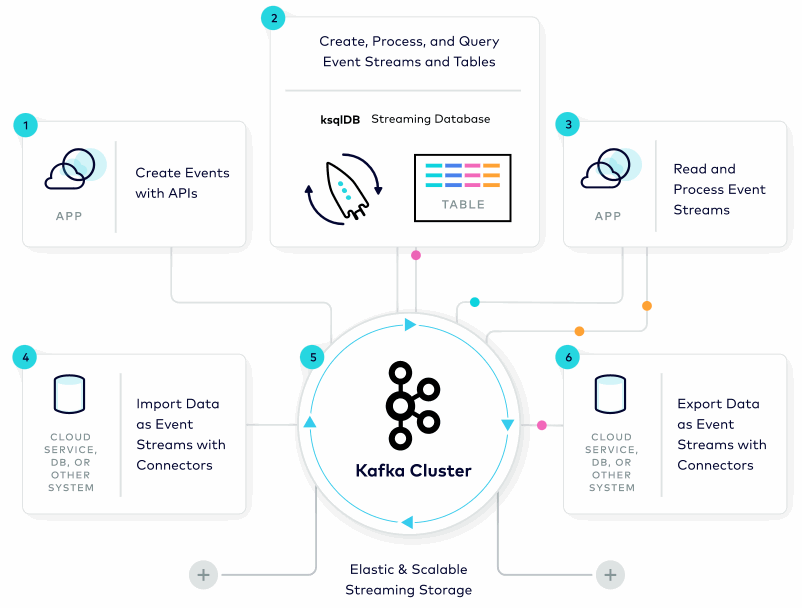 2
Create, Process, and Query
Event Streams and Tables
ksqlDB Streaming Database
TABLE
1
APP
Create Events
with APIs
3
APP
Read and
Process Event
Streams
4
CLOUD
SERVICE,
DB, OR
OTHER
SYSTEM
Import Data
as Event
Streams with
Connectors
5
Kafka Cluster
6
CLOUD
SERVICE,
DB, OR
OTHER
SYSTEM
Export Data
as Event
Streams with
Connectors
+
Elastic & Scalable
Streaming Storage
+